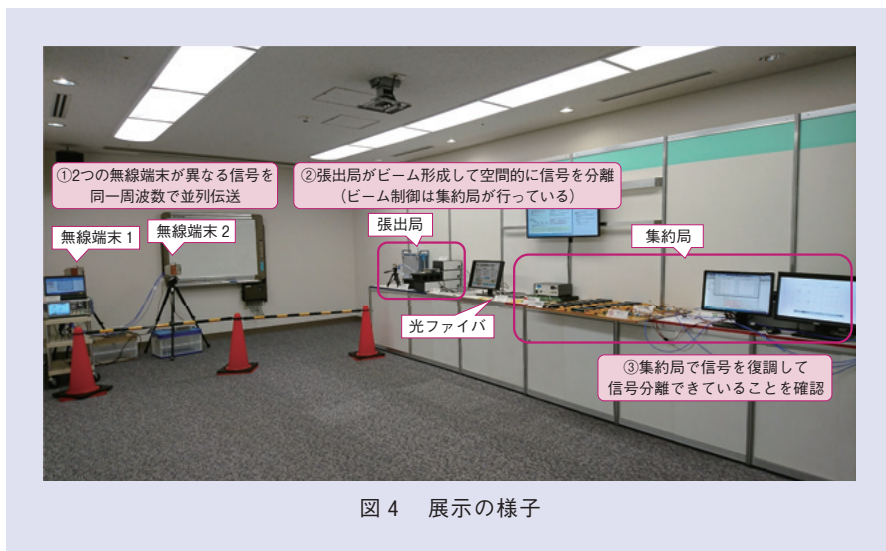 ①2つの無線端末が異なる信号を
同一周波数で並列伝送
②張出局がビーム形成して空間的に信号を分離
（ビーム制御は集約局が行っている）
無線端末1
無線端末2
張出局
集約局
光ファイバ
③集約局で信号を復調して
信号分離できていることを確認
図4 展示の様子